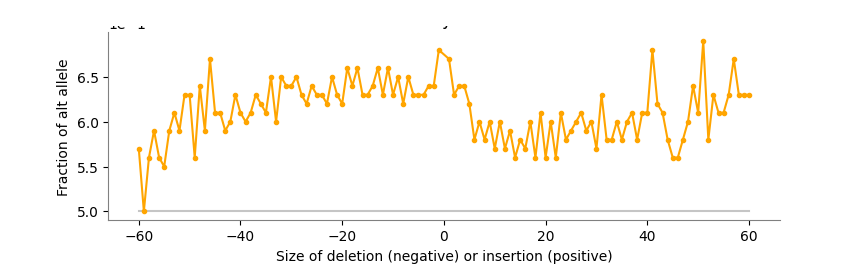 6.5
6.0
5.5
5.0
Fraction of alt allele
−60 −40 −20 0 20 40 60
Size of deletion (negative) or insertion (positive)